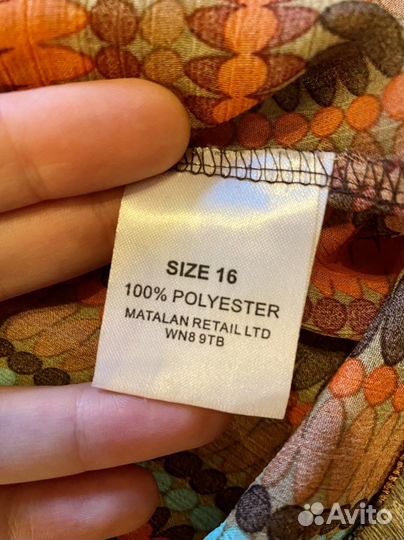 SIZE 16
100% POLYESTER
MATALAN RETAIL LTD
WN8 9TB
Avito